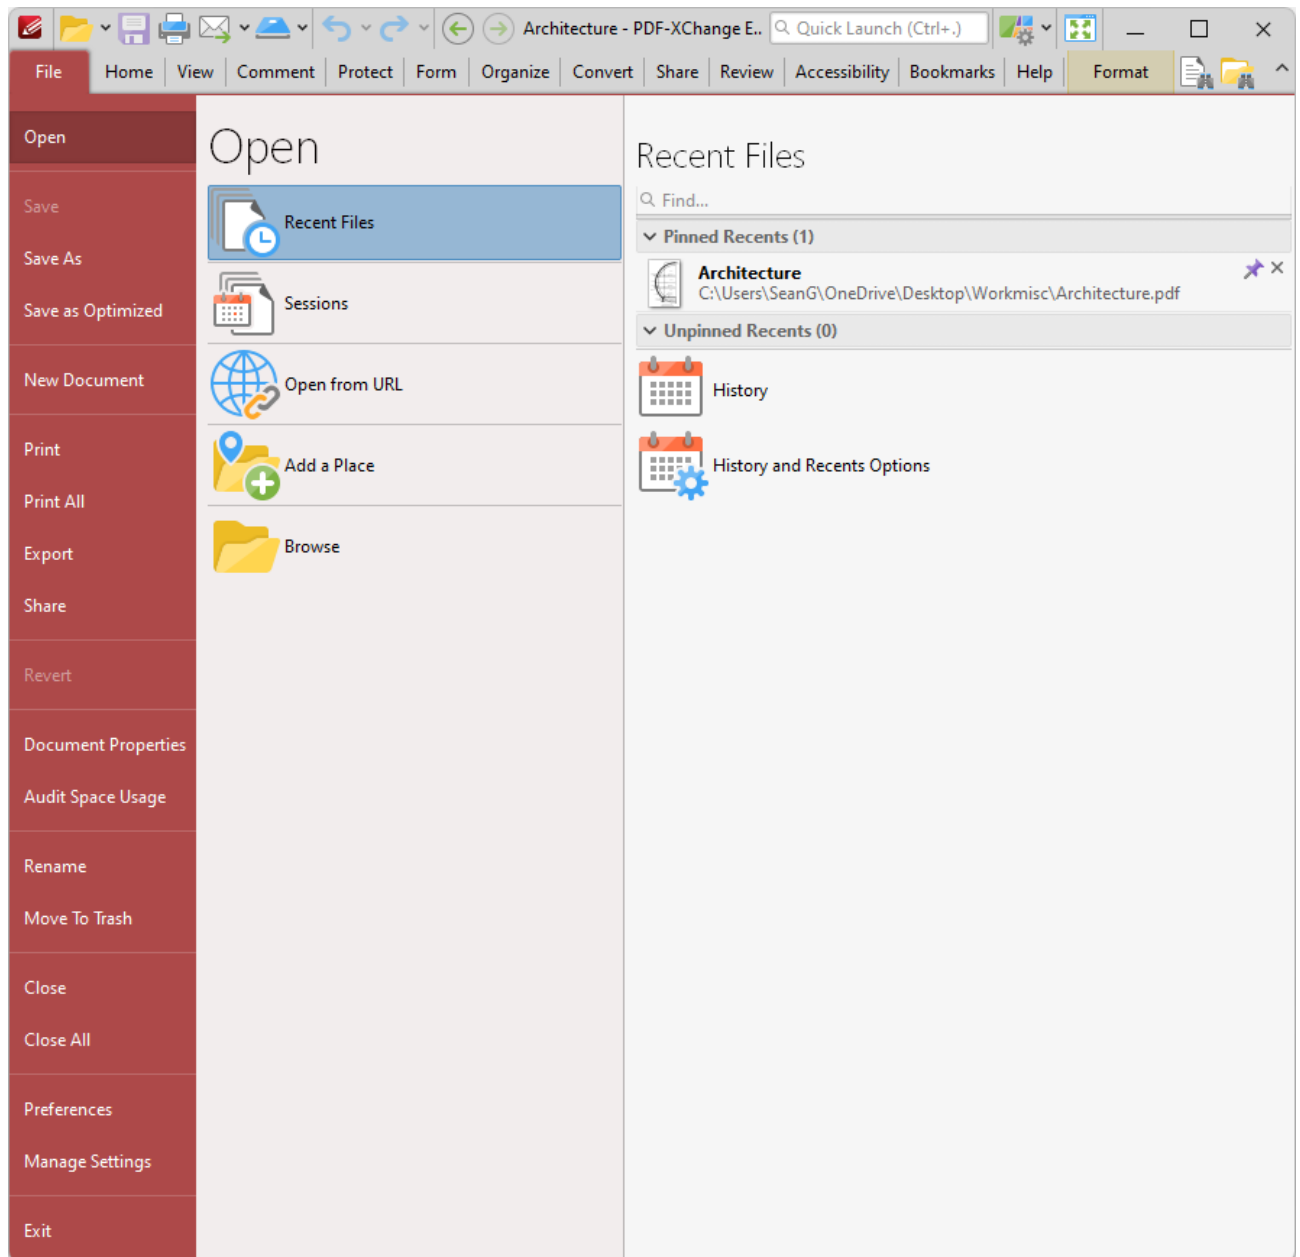 Architecture - PDF-XChange E.. Quick Launch (Ctrl+.)
File Home View Comment Protect Form Organize Convert Share Review Accessibility Bookmarks Help Format
Open
Save
Save As
Save as Optimized
New Document
Print
Print All
Export
Share
Revert
Document Properties
Audit Space Usage
Rename
Move To Trash
Close
Close All
Preferences
Manage Settings
Exit
Open
Recent Files
Sessions
Open from URL
Add a Place
Browse
Recent Files
Find...
Pinned Recents (1)
Architecture
C:\Users\SeanG\OneDrive\Desktop\Workmisc\Architecture.pdf
Unpinned Recents (0)
History
History and Recents Options